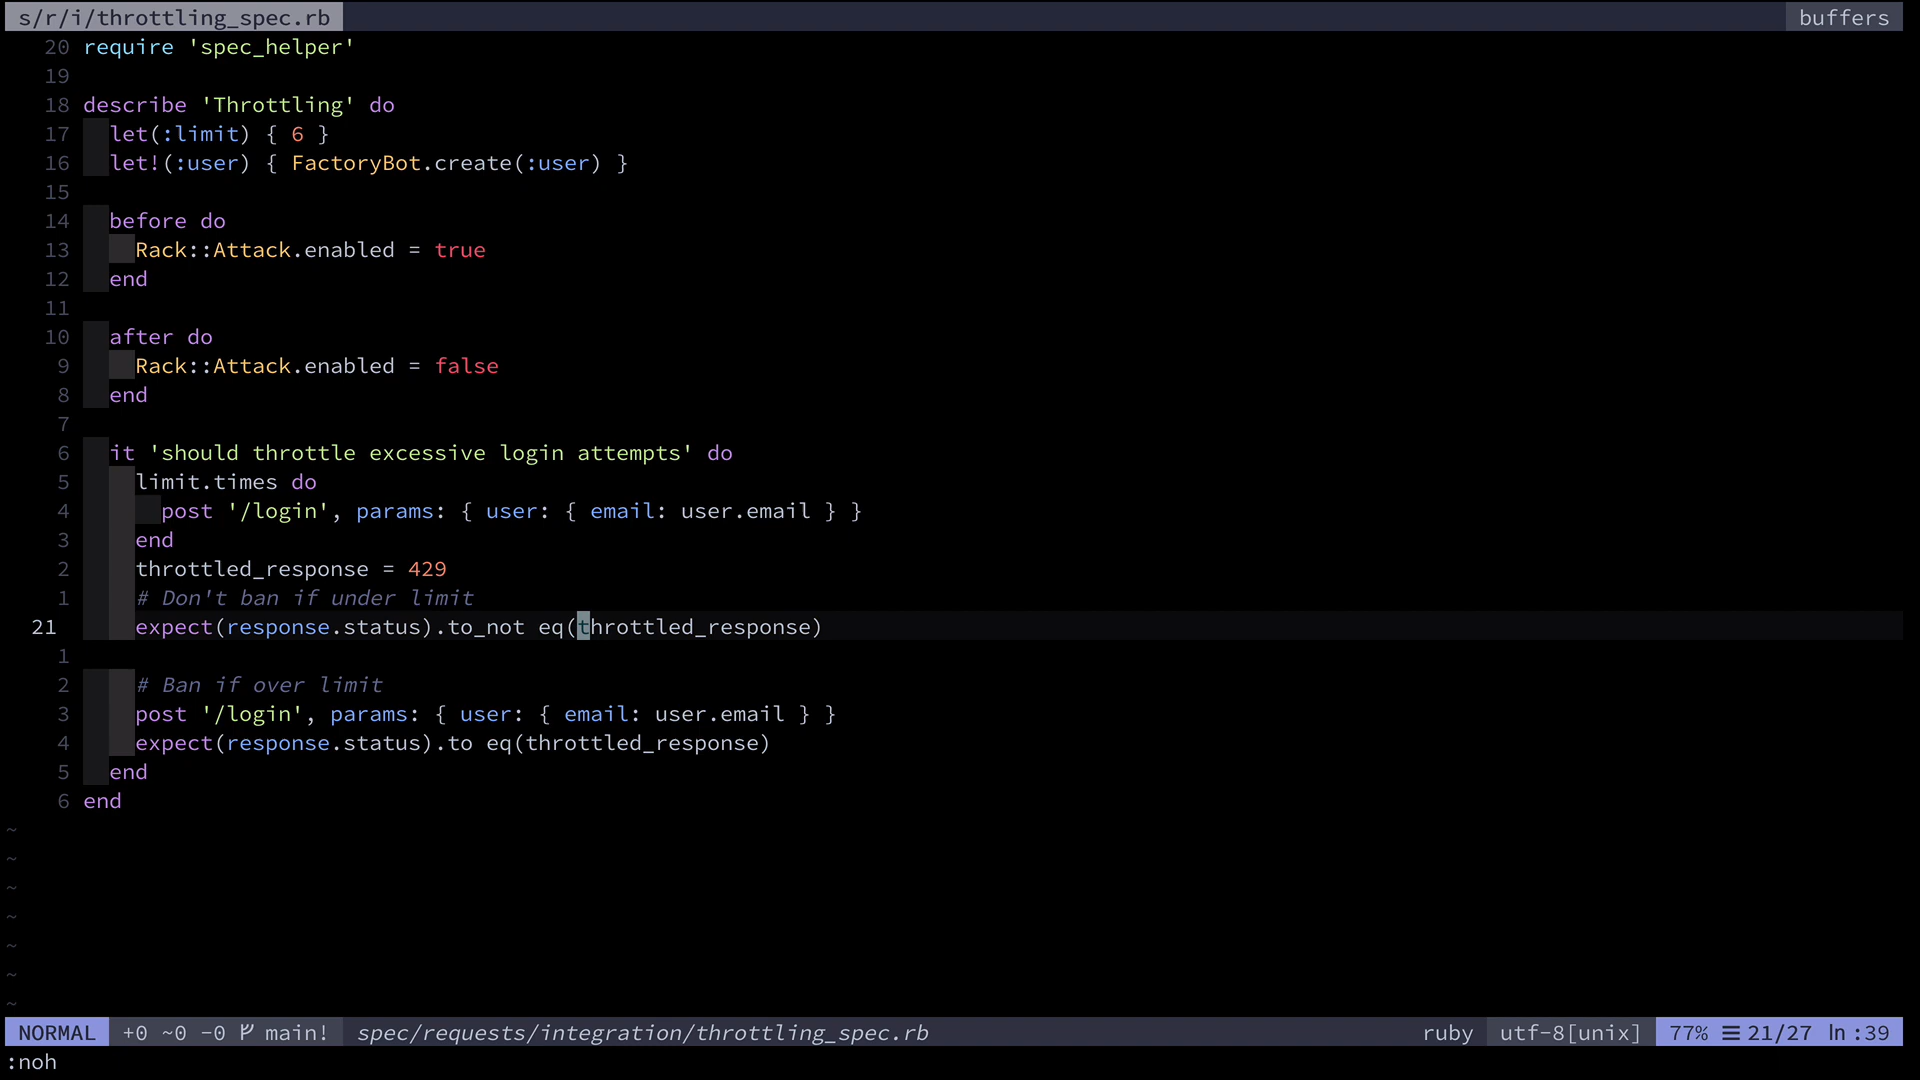 s/r/i/throttling_spec.rb buffers
20 require 'spec_helper'
19
18 describe 'Throttling' do
17   let(:limit) { 6 }
16   let!(:user) { FactoryBot.create(:user) }
15
14   before do
13     Rack::Attack.enabled = true
12   end
11
10   after do
9     Rack::Attack.enabled = false
8   end
7
6   it 'should throttle excessive login attempts' do
5     limit.times do
4       post '/login', params: { user: { email: user.email } }
3     end
2     throttled_response = 429
1     # Don't ban if under limit
21     expect(response.status).to_not eq(throttled_response)
1
2     # Ban if over limit
3     post '/login', params: { user: { email: user.email } }
4     expect(response.status).to eq(throttled_response)
5   end
6 end
~
~
~
~
~
~
~
NORMAL +0 ~0 -0 main! spec/requests/integration/throttling_spec.rb ruby utf-8[unix] 77% ☰ 21/27 ln :39
:noh